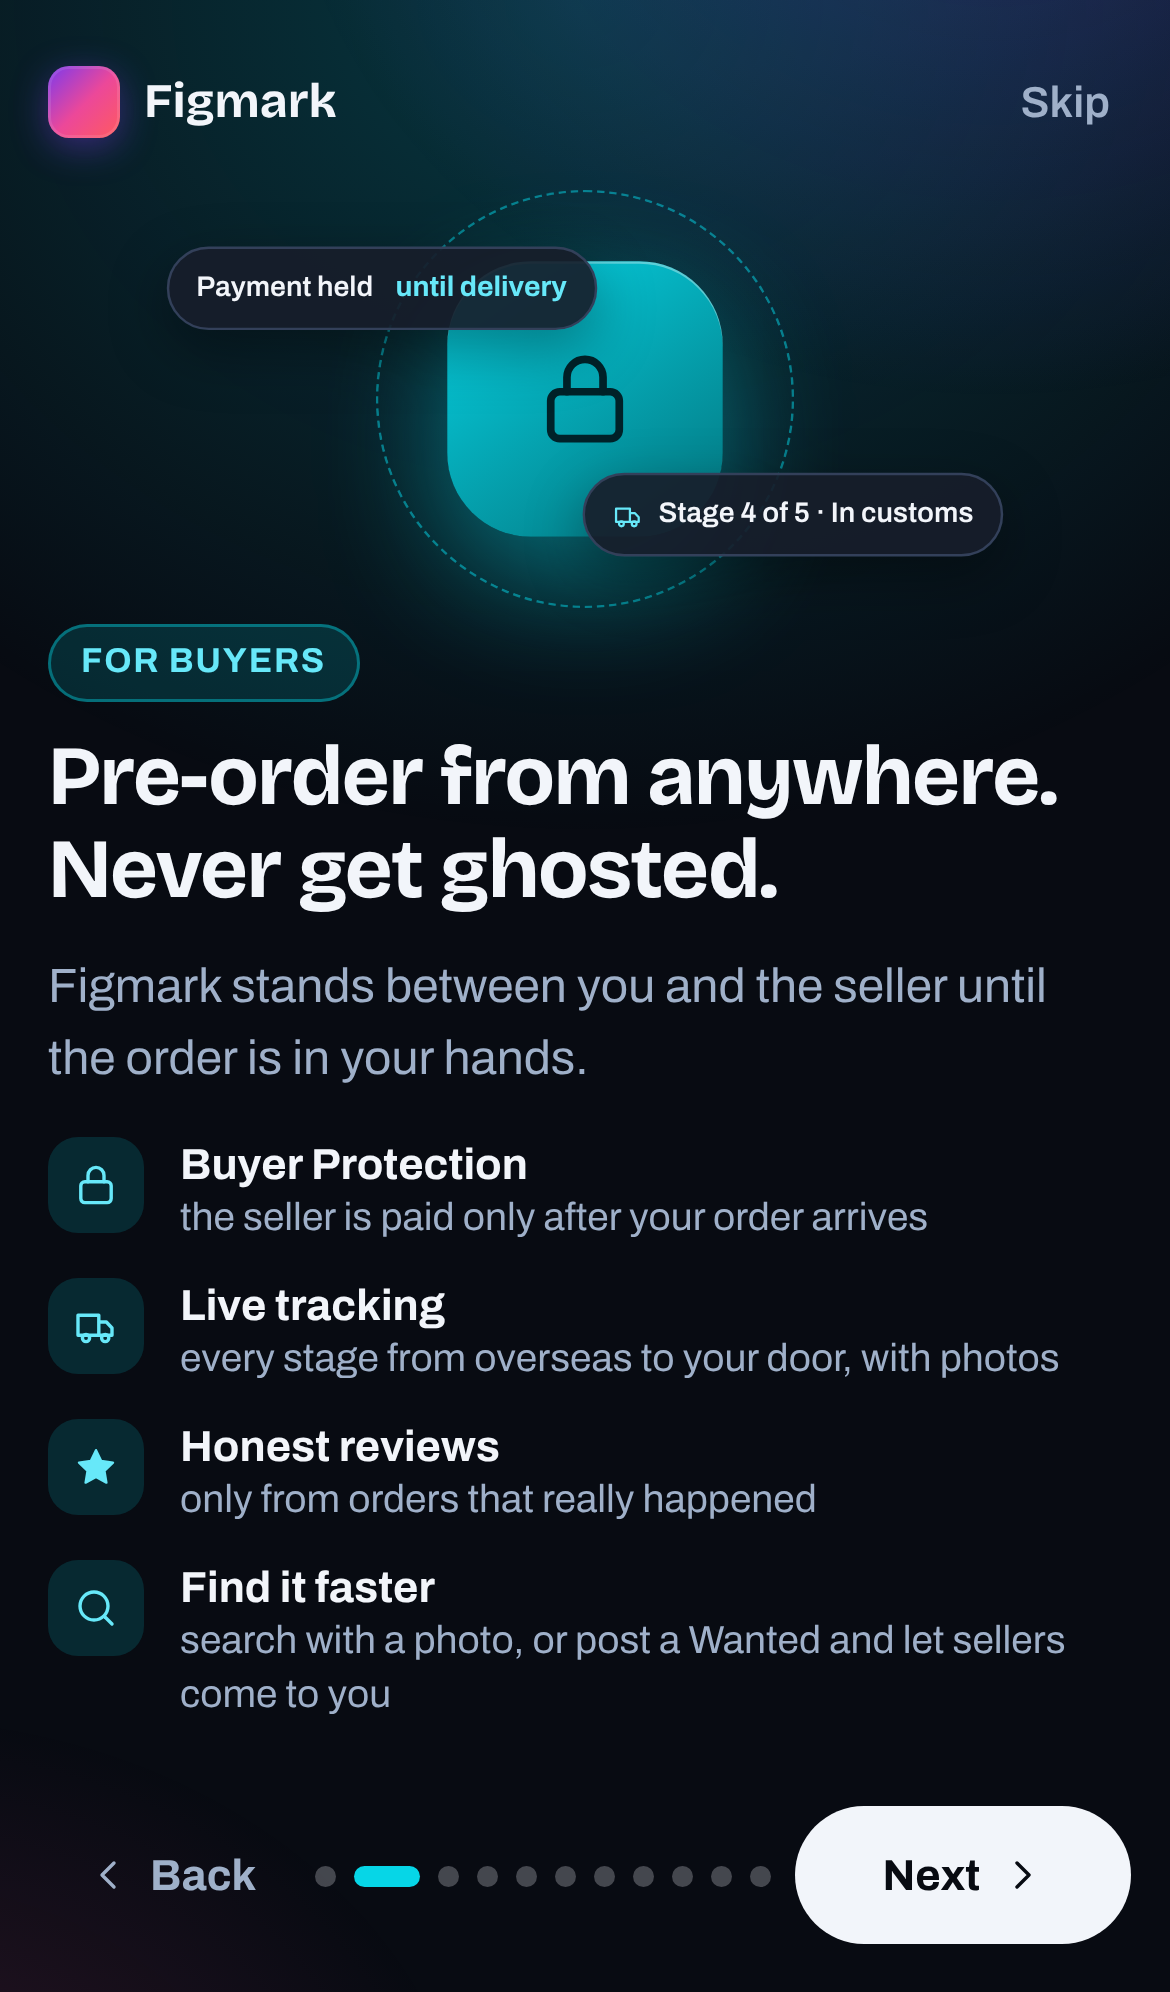 Figmark
Skip
Payment held until delivery
Stage 4 of 5 · In customs
FOR BUYERS
Pre-order from anywhere.
Never get ghosted.
Figmark stands between you and the seller until
the order is in your hands.
Buyer Protection
the seller is paid only after your order arrives
Live tracking
every stage from overseas to your door, with photos
Honest reviews
only from orders that really happened
Find it faster
search with a photo, or post a Wanted and let sellers
come to you
Back
Next